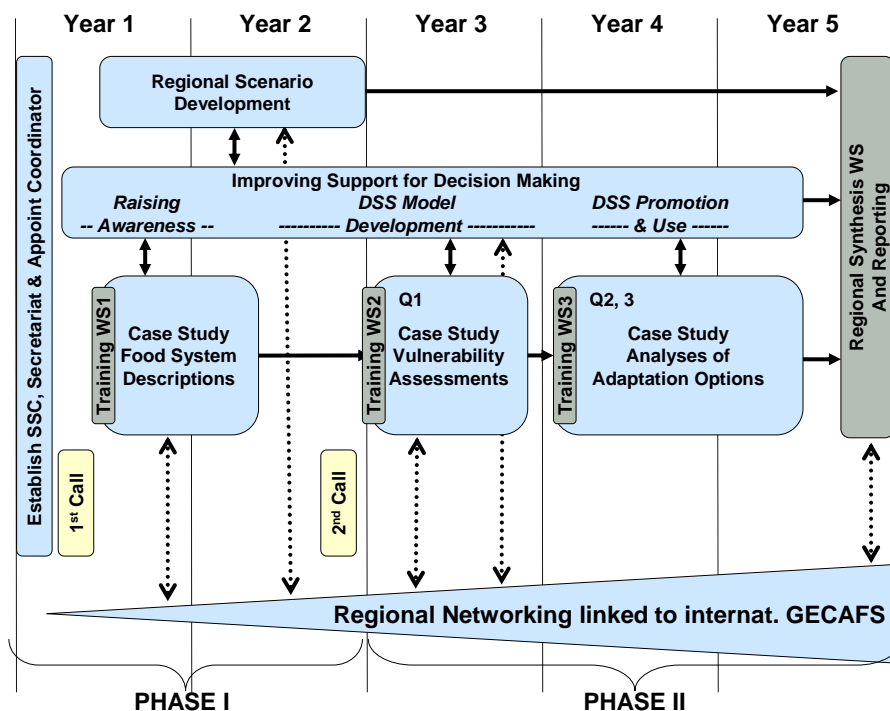 Year 1
Year 2
Year 3
Year 4
Year 5
Establish SSC, Secretariat & Appoint Coordinator
Regional Scenario
Development
Improving Support for Decision Making
Raising
-- Awareness --
DSS Model
---------- Development -----------
DSS Promotion
------ & Use ------
Training WS1
Case Study
Food System
Descriptions
Training WS2
Q1
Case Study
Vulnerability
Assessments
Training WS3
Q2, 3
Case Study
Analyses of
Adaptation Options
Regional Synthesis WS
And Reporting
1st Call
2nd Call
Regional Networking linked to internat. GECAFS
PHASE I
PHASE II